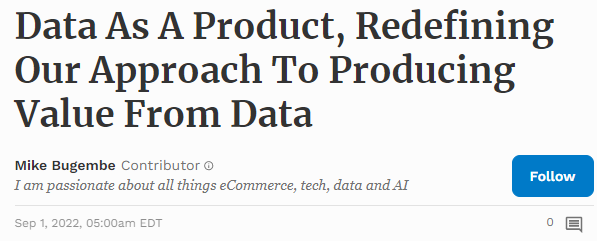 Data As A Product, Redefining
Our Approach To Producing
Value From Data
Mike Bugembe Contributor
I am passionate about all things eCommerce, tech, data and AI
Follow
Sep 1, 2022, 05:00am EDT
0